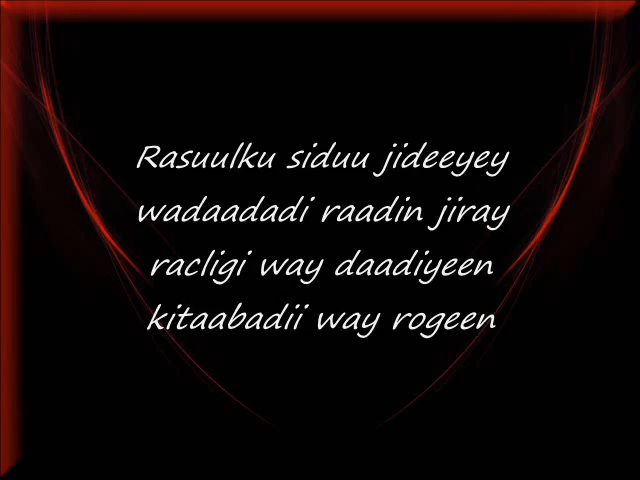 Rasuulku siduu jideeyey
wadaadadi raadin jiray
racligi way daadiyeen
kitaabadii way rogeen